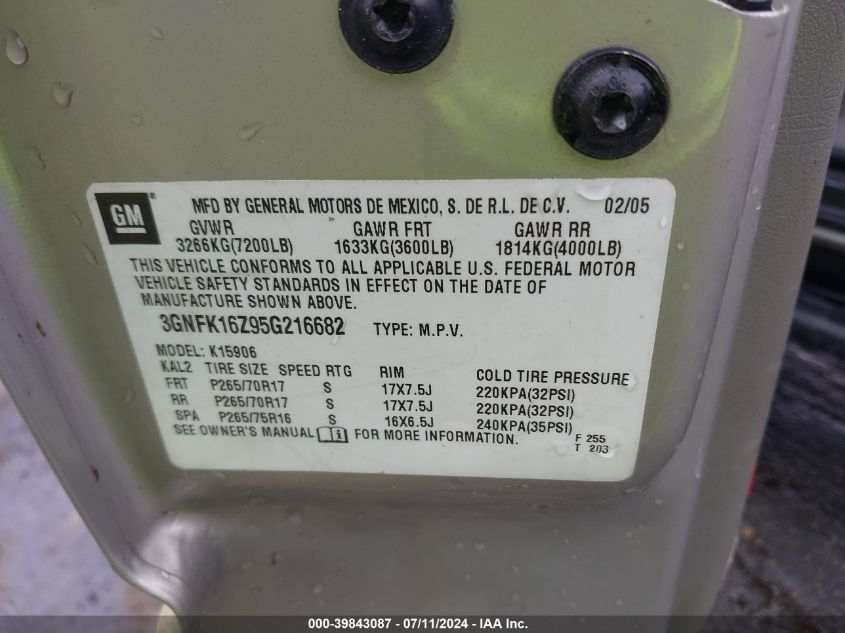 GM ® MFD BY GENERAL MOTORS DE MEXICO, S. DE R.L. DE C.V. 02/05
GVWR GAWR FRT GAWR RR
3266KG(7200LB) 1633KG(3600LB) 1814KG(4000LB)
THIS VEHICLE CONFORMS TO ALL APPLICABLE U.S. FEDERAL MOTOR
VEHICLE SAFETY STANDARDS IN EFFECT ON THE DATE OF
MANUFACTURE SHOWN ABOVE.
3GNFK16Z95G216682 TYPE: M.P.V.
MODEL: K15906
KAL2 TIRE SIZE SPEED RTG RIM COLD TIRE PRESSURE
FRT P265/70R17 S 17X7.5J 220KPA(32PSI)
RR P265/70R17 S 17X7.5J 220KPA(32PSI)
SPA P265/75R16 S 16X6.5J 240KPA(35PSI)
SEE OWNER'S MANUAL i FOR MORE INFORMATION. F 255
T 203
000-39843087 - 07/11/2024 - IAA Inc.